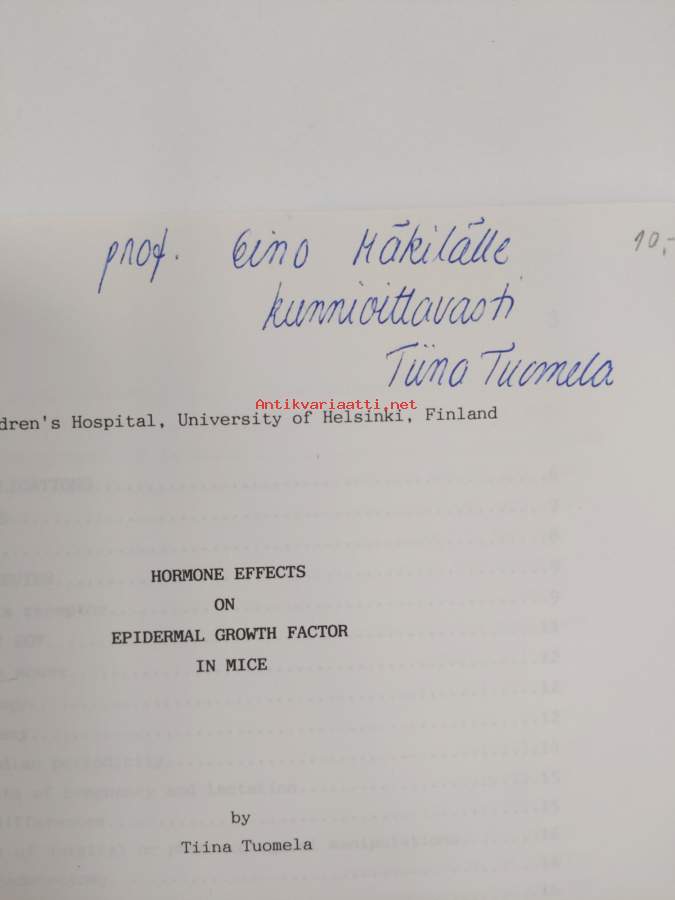 prof. Eino Mäkilälle
10,-
kunnioittavasti
Tiina Tuomela
Antikvariaatti.net
dren's Hospital, University of Helsinki, Finland
HORMONE EFFECTS
ON
EPIDERMAL GROWTH FACTOR
IN MICE
by
Tiina Tuomela